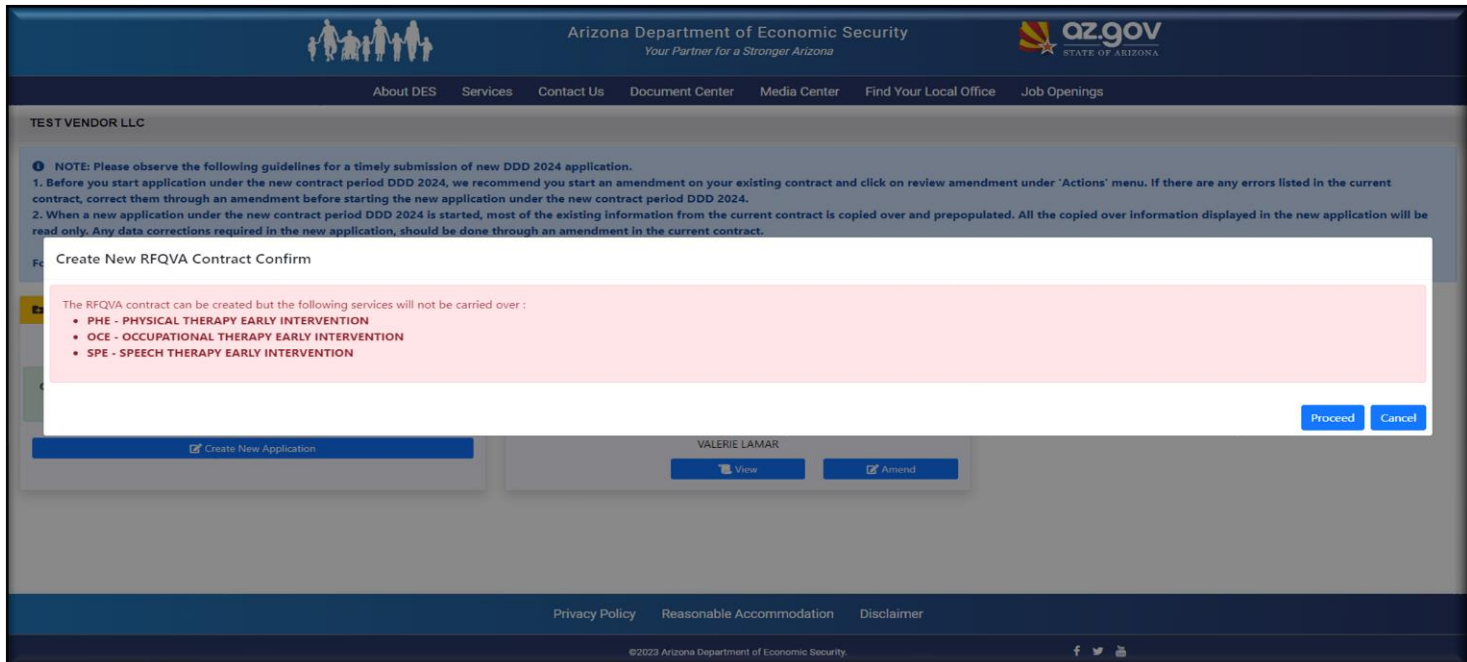 Arizona Department of Economic Security
Your Partner for a Stronger Arizona
az.gov
STATE OF ARIZONA
About DES Services Contact Us Document Center Media Center Find Your Local Office Job Openings
TEST VENDOR LLC
NOTE: Please observe the following guidelines for a timely submission of new DDD 2024 application.
1. Before you start application under the new contract period DDD 2024, we recommend you start an amendment on your existing contract and click on review amendment under 'Actions' menu. If there are any errors listed in the current
contract, correct them through an amendment before starting the new application under the new contract period DDD 2024.
2. When a new application under the new contract period DDD 2024 is started, most of the existing information from the current contract is copied over and prepopulated. All the copied over information displayed in the new application will be
read only. Any data corrections required in the new application, should be done through an amendment in the current contract.
Create New RFQVA Contract Confirm
The RFQVA contract can be created but the following services will not be carried over :
• PHE - PHYSICAL THERAPY EARLY INTERVENTION
• OCE - OCCUPATIONAL THERAPY EARLY INTERVENTION
• SPE - SPEECH THERAPY EARLY INTERVENTION
Proceed Cancel
Create New Application
VALERIE LAMAR
View Amend
Privacy Policy Reasonable Accommodation Disclaimer
©2023 Arizona Department of Economic Security.